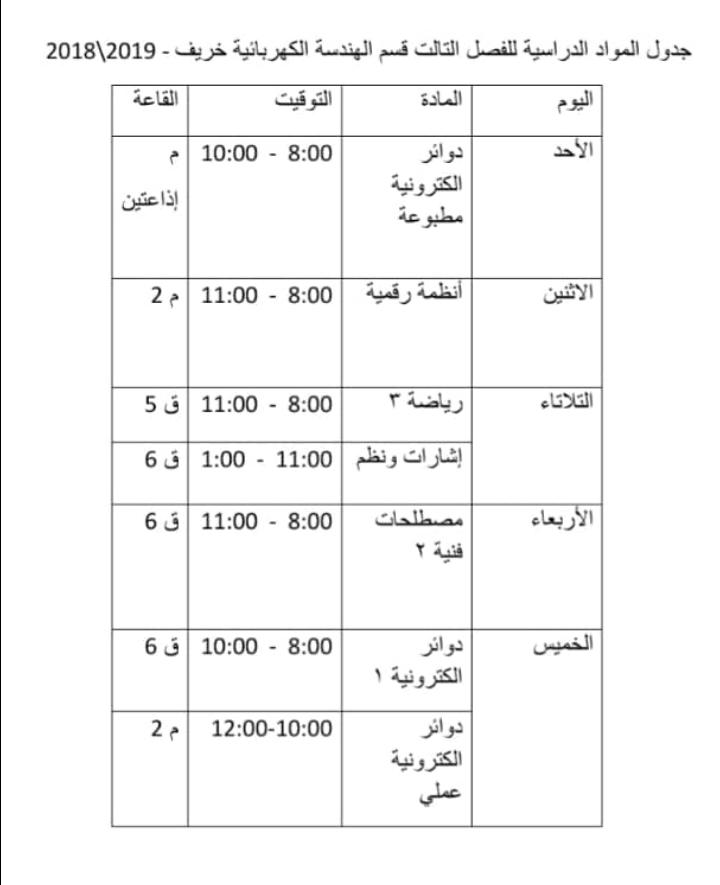 جدول المواد الدراسية للفصل التالت قسم الهندسة الكهربائية خريف - 2019\2018
اليوم المادة التوقيت القاعة
الأحد دوائر 8:00 - 10:00 م
الكترونية إذاعتين
مطبوعة
الاثنين أنظمة رقمية 8:00 - 11:00 م 2
التلاتاء رياضة ٣ 8:00 - 11:00 ق 5
إشارات ونظم 11:00 - 1:00 ق 6
الأربعاء مصطلحات 8:00 - 11:00 ق 6
فنية ٢
الخميس دوائر 8:00 - 10:00 ق 6
الكترونية ١
دوائر 10:00-12:00 م 2
الكترونية
عملي